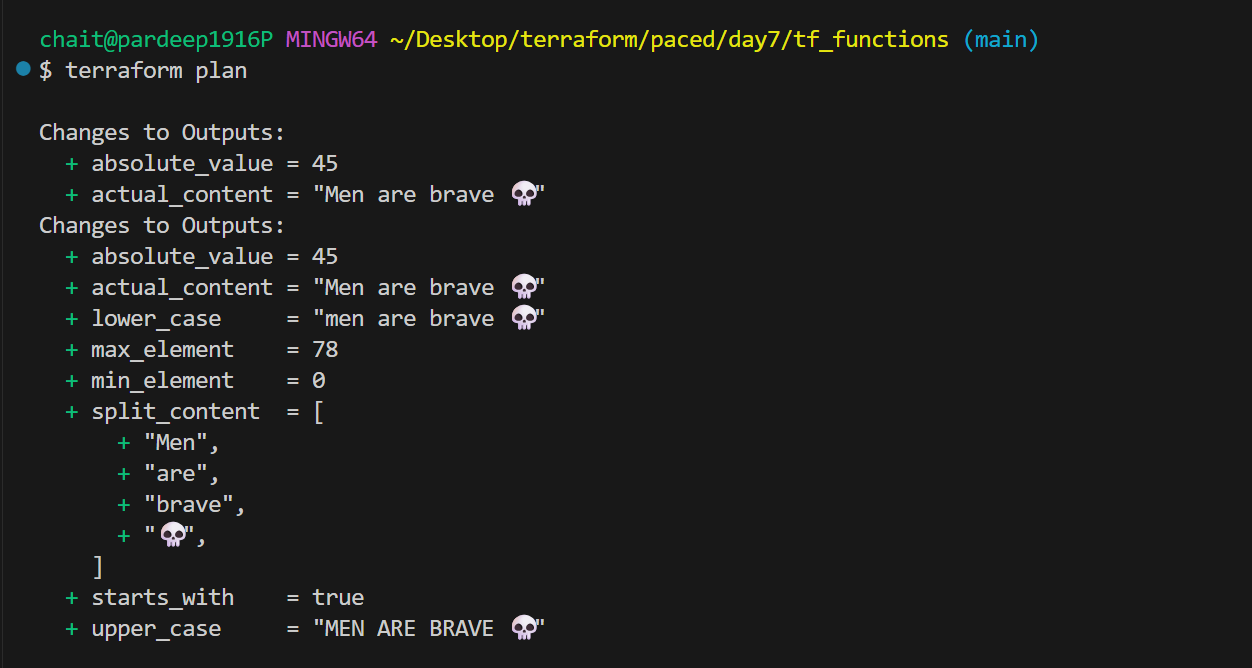 chait@pardeep1916P MINGW64 ~/Desktop/terraform/paced/day7/tf_functions (main)
$ terraform plan
Changes to Outputs:
+ absolute_value = 45
+ actual_content = "Men are brave 💀"
Changes to Outputs:
+ absolute_value = 45
+ actual_content = "Men are brave 💀"
+ lower_case     = "men are brave 💀"
+ max_element    = 78
+ min_element    = 0
+ split_content  = [
+ "Men",
+ "are",
+ "brave",
+ "💀",
]
+ starts_with    = true
+ upper_case     = "MEN ARE BRAVE 💀"